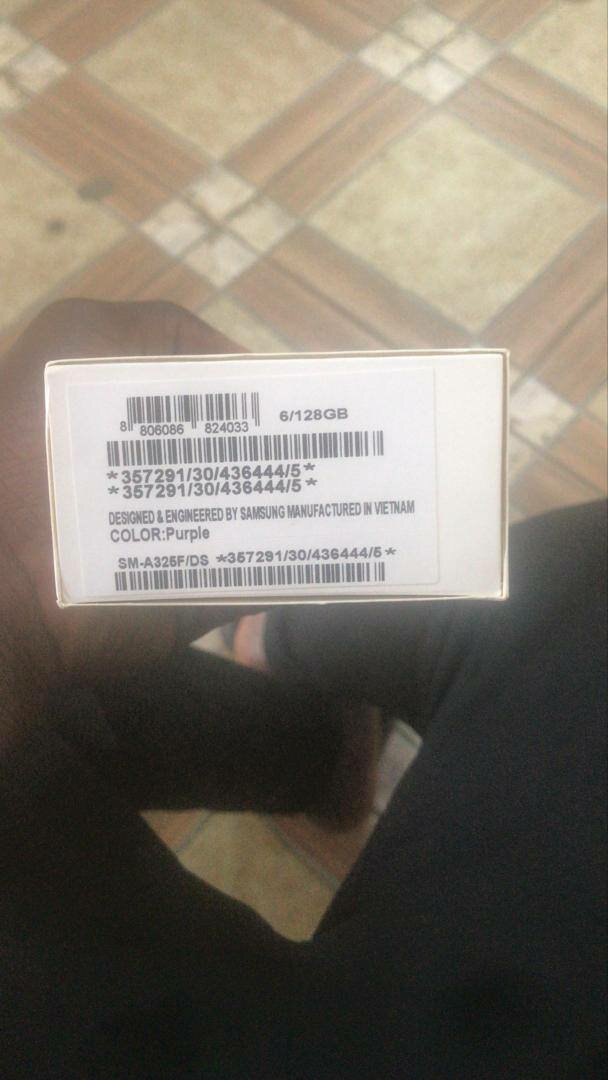 6/128GB
8 806086 824033
*357291/30/436444/5*
*357291/30/436444/5*
DESIGNED & ENGINEERED BY SAMSUNG MANUFACTURED IN VIETNAM
COLOR:Purple
SM-A325F/DS *357291/30/436444/5*